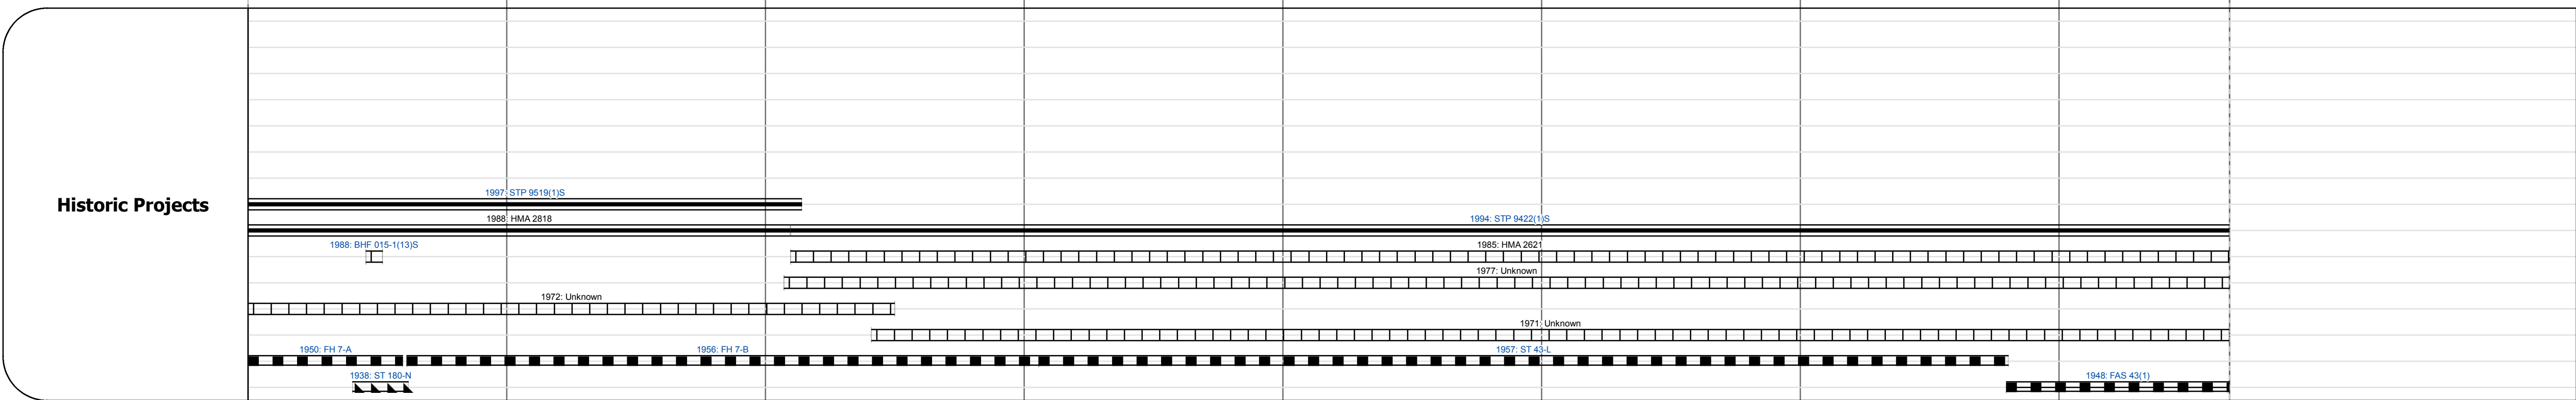 1997: STP 9519(1)S
Historic Projects
1988: HMA 2818
1994: STP 9422(1)S
1988: BHF 015-1(13)S
1985: HMA 2621
1977: Unknown
1972: Unknown
1971: Unknown
1950: FH 7-A
1956: FH 7-B
1957: ST 43-L
1938: ST 180-N
1948: FAS 43(1)